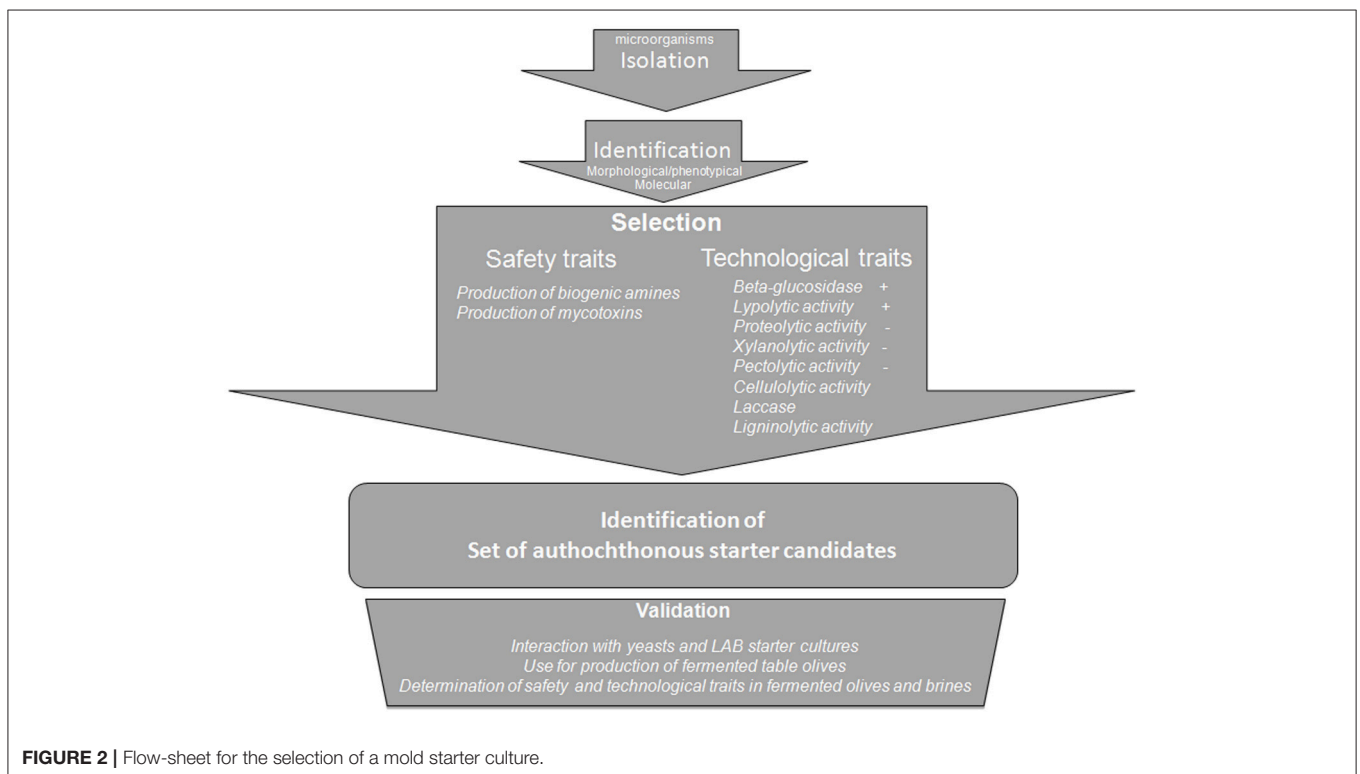 microorganisms
Isolation
Identification
Morphological/phenotypical
Molecular
Selection
Safety traits
Production of biogenic amines
Production of mycotoxins
Technological traits
Beta-glucosidase +
Lypolytic activity +
Proteolytic activity -
Xylanolytic activity -
Pectolytic activity -
Cellulolytic activity
Laccase
Ligninolytic activity
Identification of
Set of authochthonous starter candidates
Validation
Interaction with yeasts and LAB starter cultures
Use for production of fermented table olives
Determination of safety and technological traits in fermented olives and brines
FIGURE 2 | Flow-sheet for the selection of a mold starter culture.